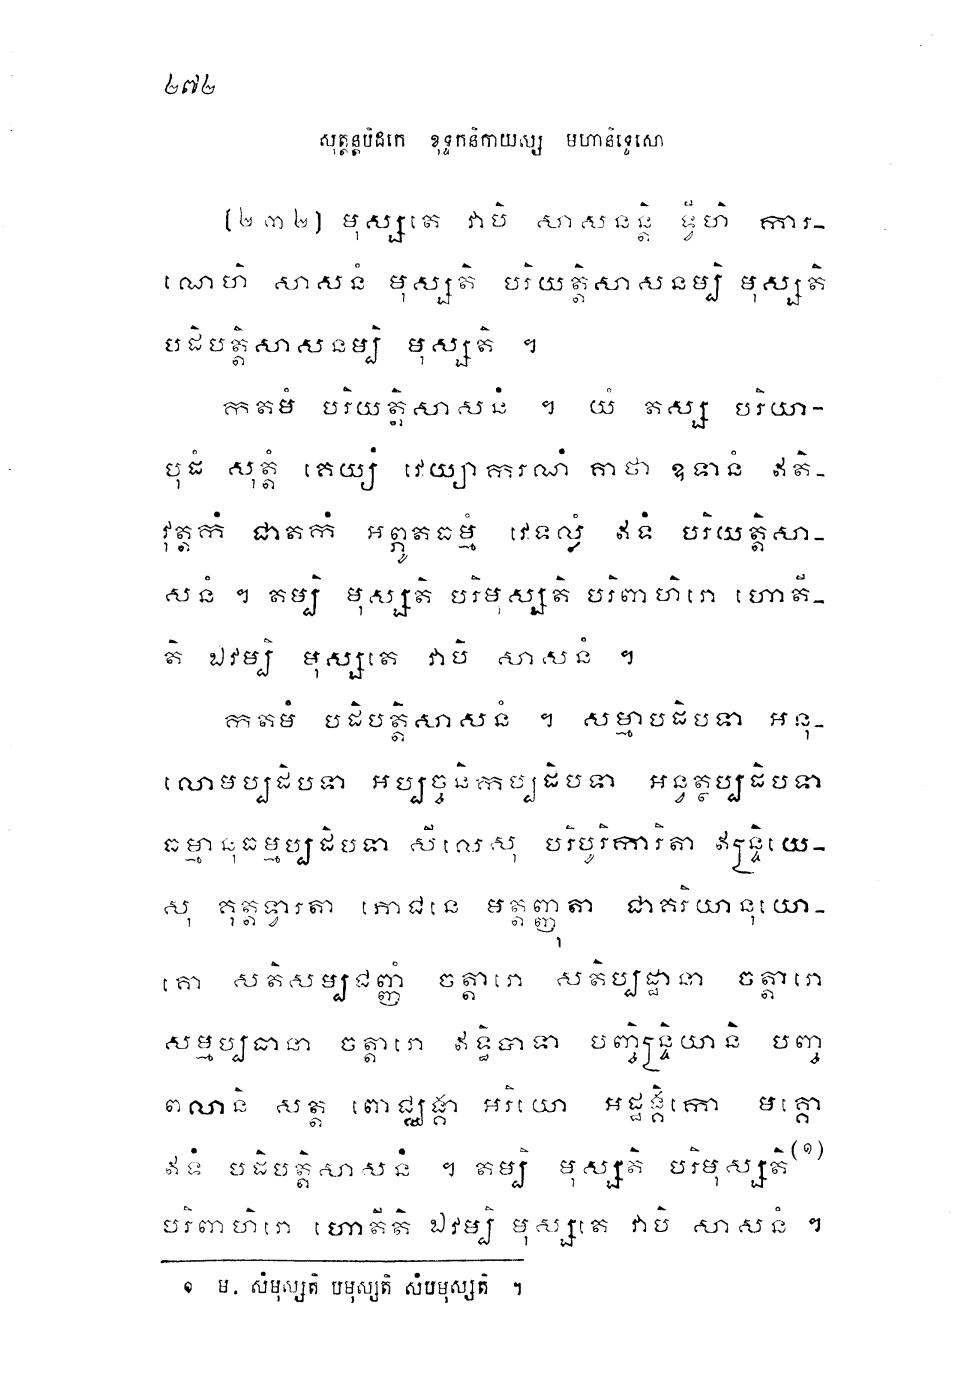 ២៧២
សុត្តន្តបិដកេ ខុទ្ទកនិកាយស្ស មហានិទ្ទេសោ
(២៣២) មុស្សតេ វាបិ សាសនន្តិ ទ្វីហិ ការ-
ណេហិ សាសនំ មុស្សតិ បរិយត្តិសាសនម្បិ មុស្សតិ
បដិបត្តិសាសនម្បិ មុស្សតិ ។
កតមំ បរិយត្តិសាសនំ ។ យំ តស្ស បរិយា-
បុដំ សុត្តំ គេយ្យំ វេយ្យាករណំ គាថា ឧទានំ ឥតិ-
វុត្តកំ ជាតកំ អព្ភូតធម្មំ វេទល្លំ ឥទំ បរិយត្តិសា-
សនំ ។ តម្បិ មុស្សតិ បរិមុស្សតិ បរិពាហិរោ ហោតី-
តិ ឯវម្បិ មុស្សតេ វាបិ សាសនំ ។
កតមំ បដិបត្តិសាសនំ ។ សម្មាបដិបទា អនុ-
លោមប្បដិបទា អប្បច្ចនិកប្បដិបទា អន្វត្ថប្បដិបទា
ធម្មានុធម្មប្បដិបទា សីលេសុ បរិបូរិការិតា ឥន្ទ្រិយេ-
សុ គុត្តទ្វារតា ភោជនេ មត្តញ្ញុតា ជាគរិយានុយោ-
គោ សតិសម្បជញ្ញំ ចត្តារោ សតិប្បដ្ឋានា ចត្តារោ
សម្មប្បធានា ចត្តារោ ឥទ្ធិបាទា បញ្ចិន្ទ្រិយានិ បញ្ច
ពលានិ សត្ត ពោជ្ឈង្គា អរិយោ អដ្ឋង្គិកោ មគ្គោ
ឥទំ បដិបត្តិសាសនំ ។ តម្បិ មុស្សតិ បរិមុស្សតិ(១)
បរិពាហិរោ ហោតីតិ ឯវម្បិ មុស្សតេ វាបិ សាសនំ ។
១ ម. សំមុស្សតិ បមុស្សតិ សំបមុស្សតិ ។